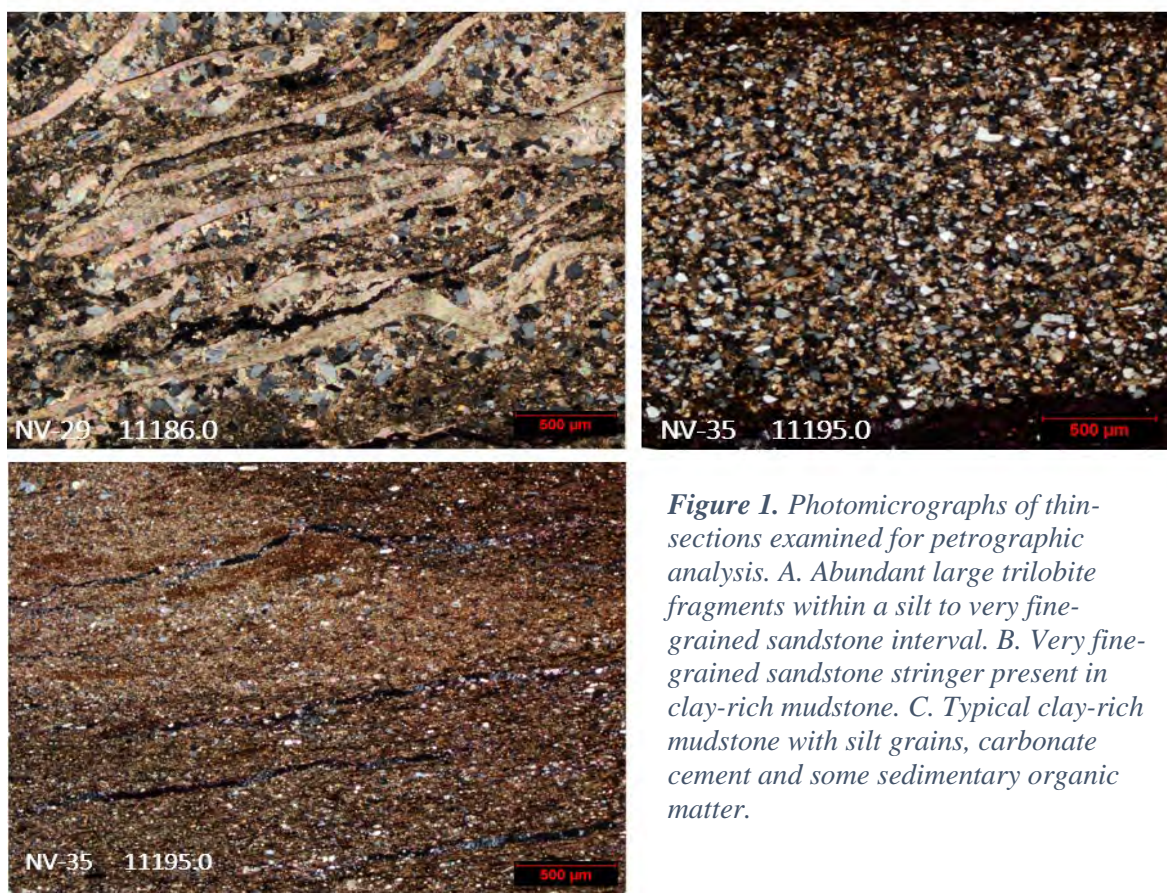 NV-29 11186.0
500 µm
NV-35 11195.0
500 µm
NV-35 11195.0
500 µm
Figure 1. Photomicrographs of thin-
sections examined for petrographic
analysis. A. Abundant large trilobite
fragments within a silt to very fine-
grained sandstone interval. B. Very fine-
grained sandstone stringer present in
clay-rich mudstone. C. Typical clay-rich
mudstone with silt grains, carbonate
cement and some sedimentary organic
matter.